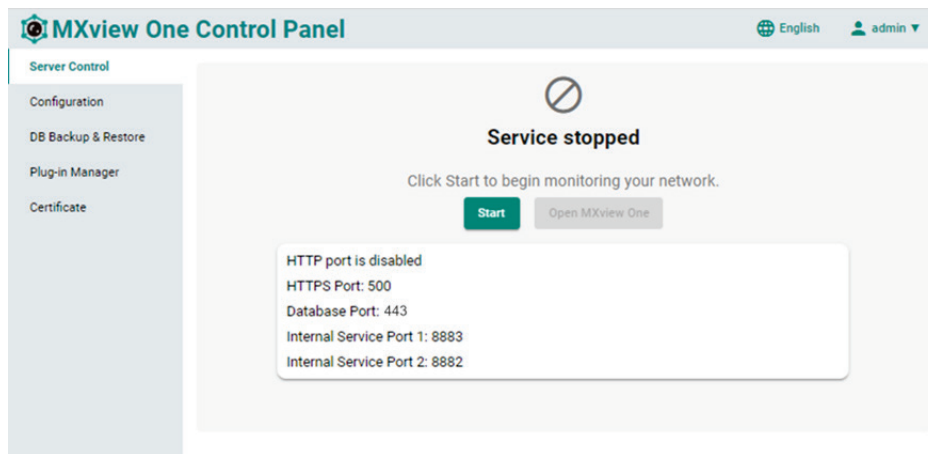 MXview One Control Panel
English
admin
Server Control
Configuration
DB Backup & Restore
Plug-in Manager
Certificate
Service stopped
Click Start to begin monitoring your network.
Start
Open MXview One
HTTP port is disabled
HTTPS Port: 500
Database Port: 443
Internal Service Port 1: 8883
Internal Service Port 2: 8882